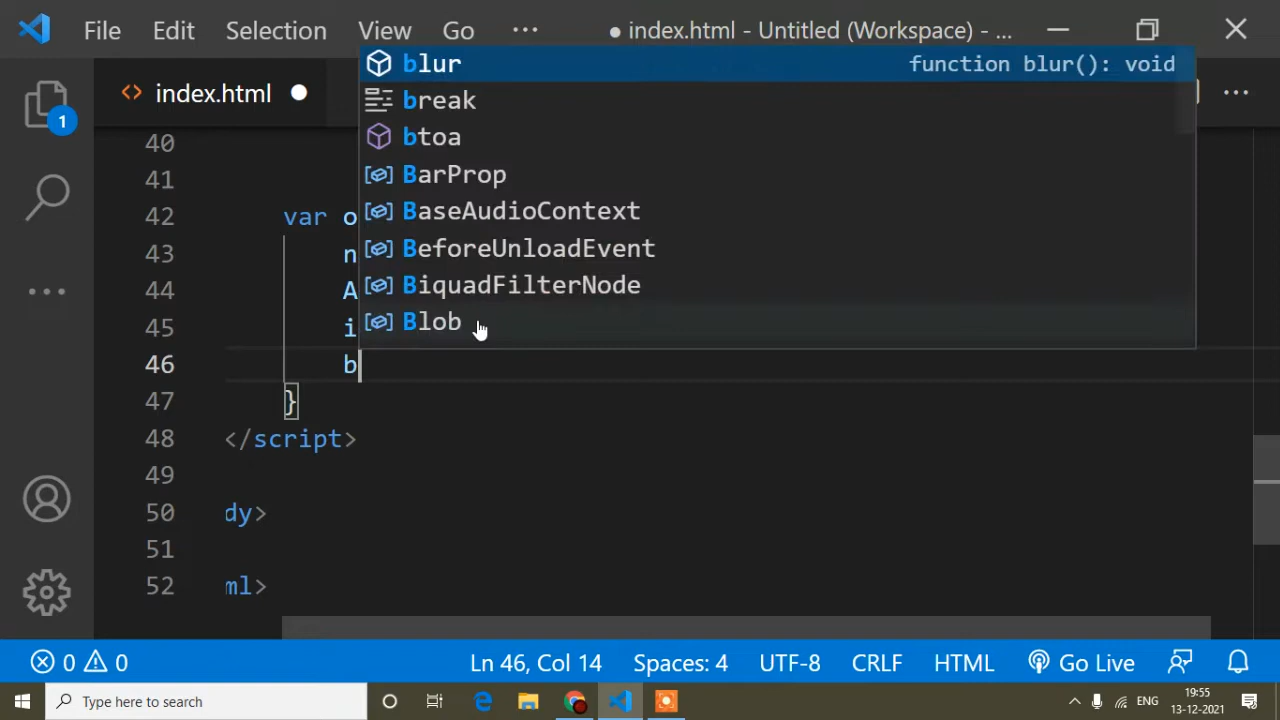 File Edit Selection View Go ··· ● index.html - Untitled (Workspace) - ...
1
<> index.html ●
blur function blur(): void
break
btoa
BarProp
BaseAudioContext
BeforeUnloadEvent
BiquadFilterNode
Blob
40
41
42 var o
43 n
44 A
45 i
46 b
47 }
48 </script>
49
50 dy>
51
52 ml>
0 0 Ln 46, Col 14 Spaces: 4 UTF-8 CRLF HTML Go Live
Type here to search ENG 19:55
13-12-2021